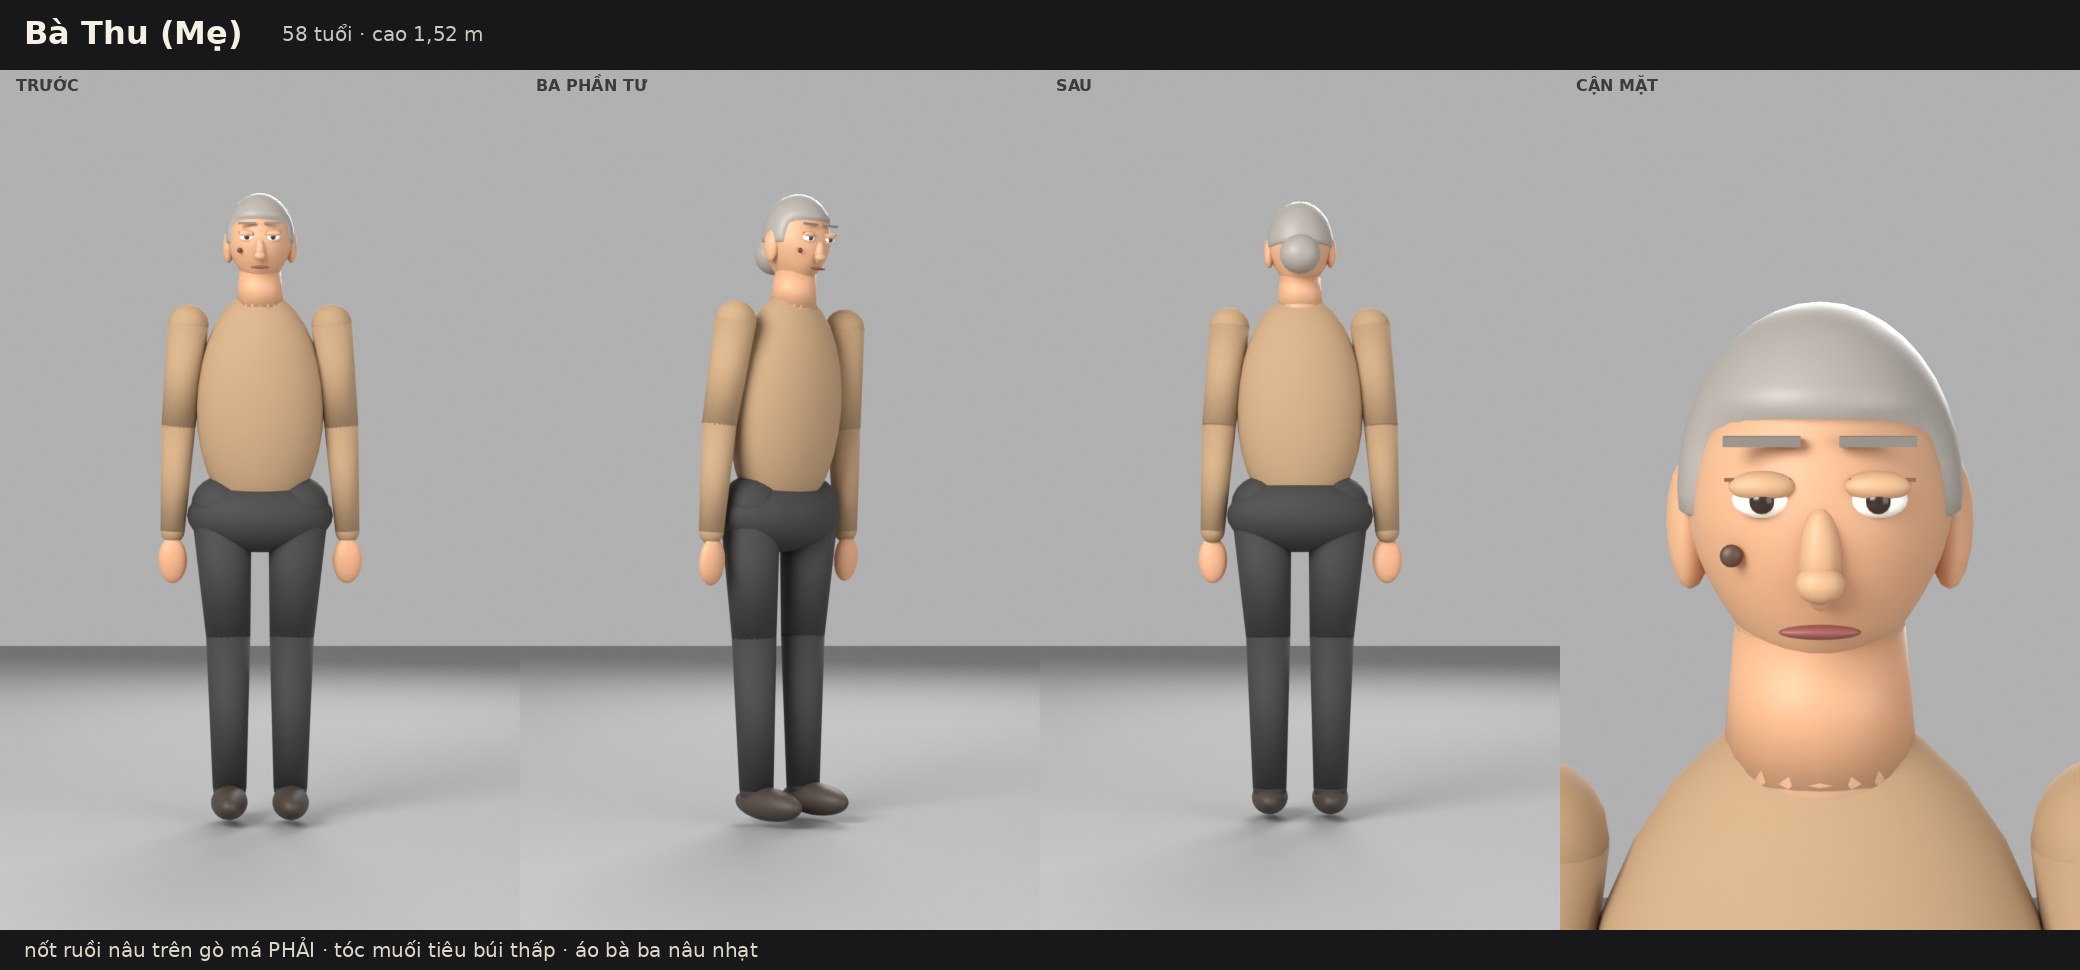 Bà Thu (Mẹ) 58 tuổi · cao 1,52 m
TRƯỚC BA PHẦN TƯ SAU CẬN MẶT
nốt ruồi nâu trên gò má PHẢI · tóc muối tiêu búi thấp · áo bà ba nâu nhạt